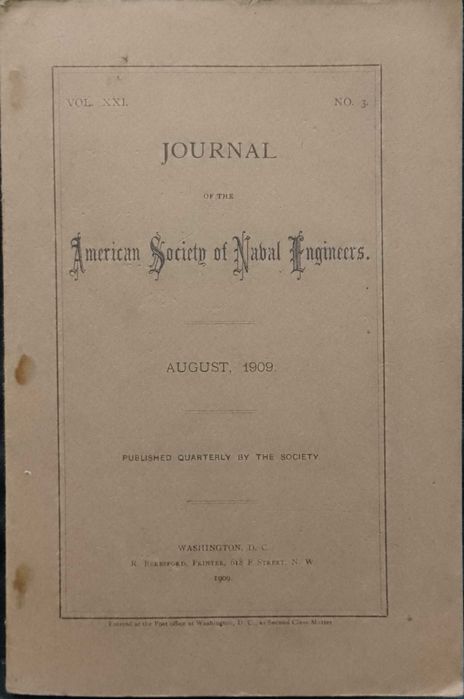 VOL. XXI. NO. 3.
JOURNAL
OF THE
American Society of Naval Engineers.
AUGUST, 1909.
PUBLISHED QUARTERLY BY THE SOCIETY
WASHINGTON, D. C.
R. BERESFORD, PRINTER, 618 F STREET, N. W.
1909.
Entered at the Post office at Washington, D. C., as Second Class Matter